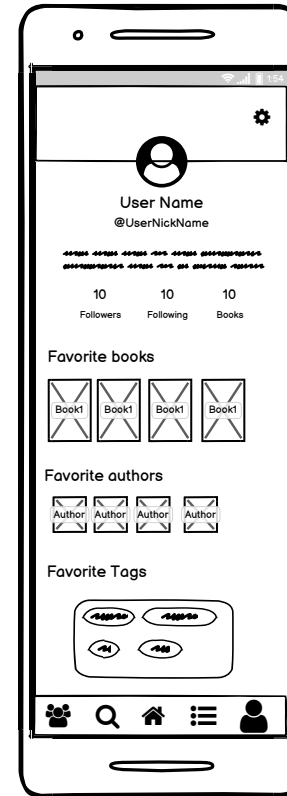 1:54
User Name
@UserNickName
10 10 10
Followers Following Books
Favorite books
Book1 Book1 Book1 Book1
Favorite authors
Author Author Author Author
Favorite Tags